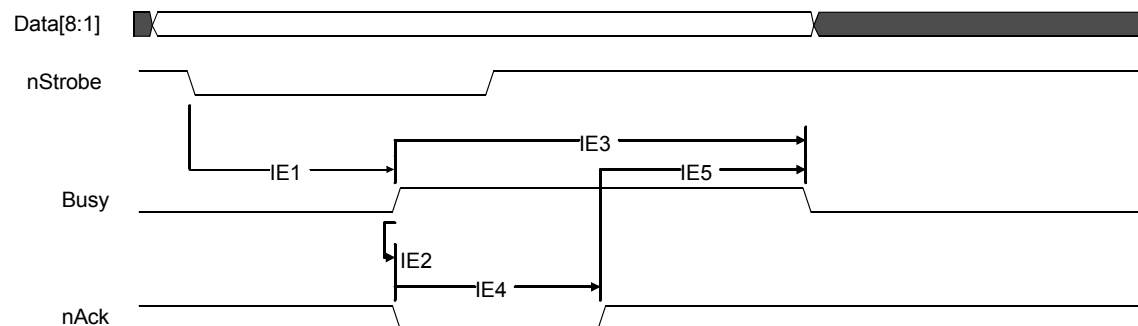 Data[8:1]
nStrobe
IE3
IE1
IE5
Busy
IE2
IE4
nAck